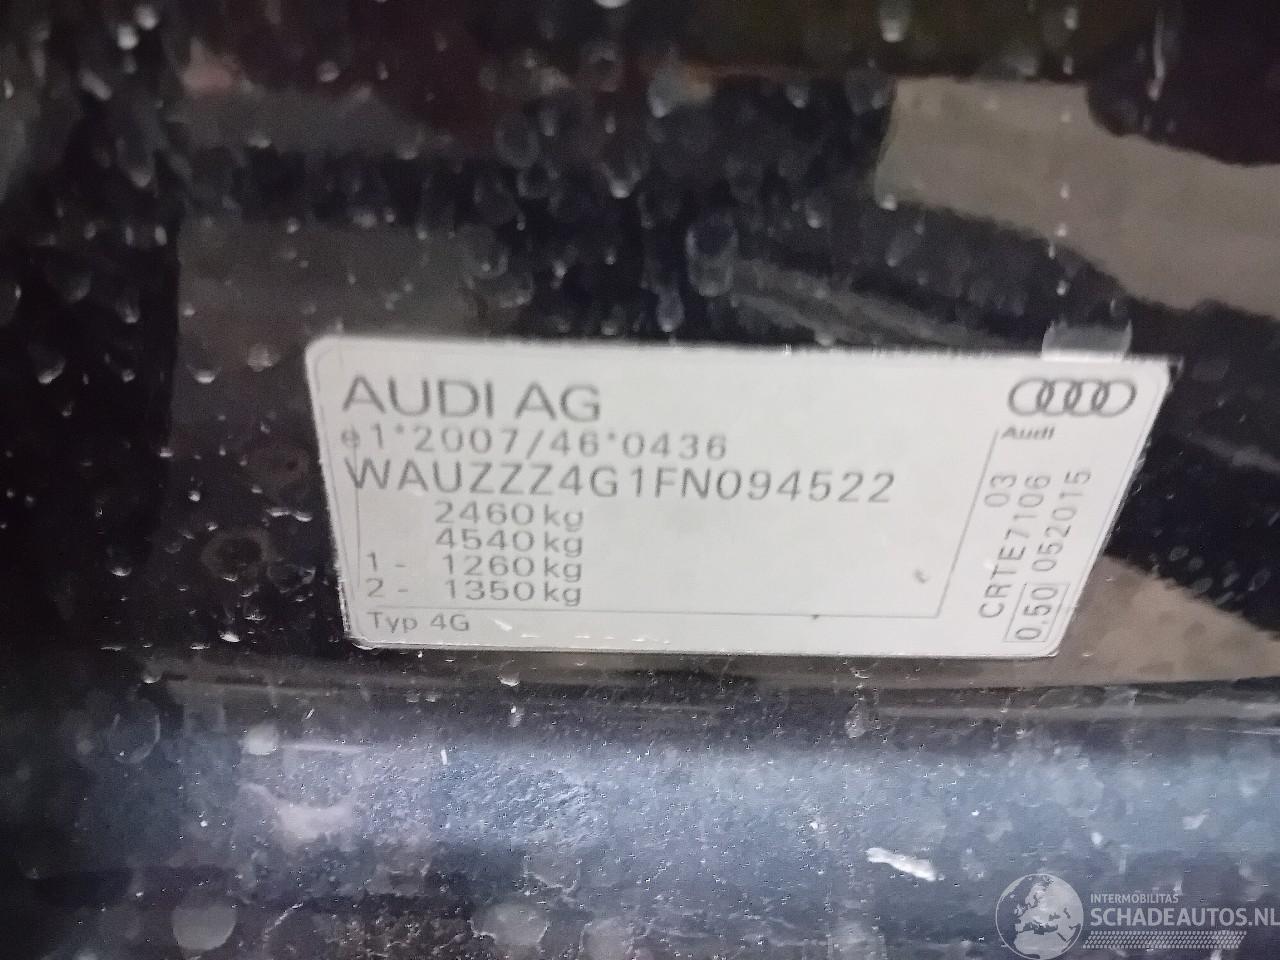 AUDI AG
e1*2007/46*0436
WAUZZZ4G1FN094522
2460 kg
4540 kg
1 - 1260 kg
2 - 1350 kg
Typ 4G
Audi
03
CRTE7106
0.50 052015
INTERMOBILITAS
SCHADEAUTOS.NL